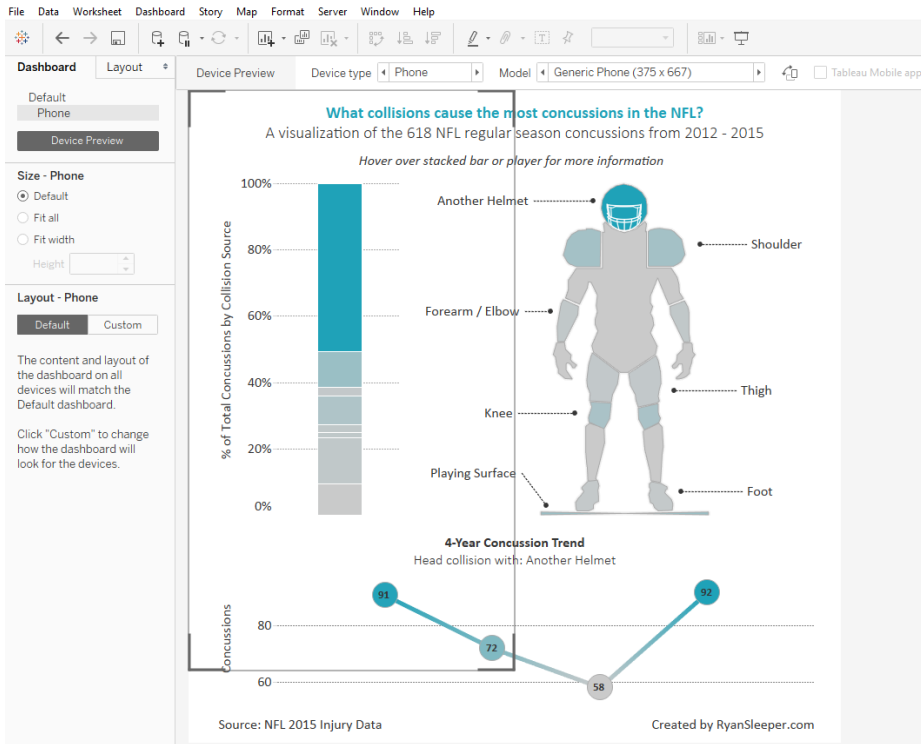 File Data Worksheet Dashboard Story Map Format Server Window Help
Dashboard Layout
Device Preview Device type Phone Model Generic Phone (375 x 667) Tableau Mobile app
Default
Phone
Device Preview
Size - Phone
Default
Fit all
Fit width
Height
Layout - Phone
Default Custom
The content and layout of
the dashboard on all
devices will match the
Default dashboard.
Click "Custom" to change
how the dashboard will
look for the devices.
What collisions cause the most concussions in the NFL?
A visualization of the 618 NFL regular season concussions from 2012 - 2015
Hover over stacked bar or player for more information
% of Total Concussions by Collision Source
100%
80%
60%
40%
20%
0%
Another Helmet
Shoulder
Forearm / Elbow
Thigh
Knee
Playing Surface
Foot
4-Year Concussion Trend
Head collision with: Another Helmet
Concussions
80
60
91
72
58
92
Source: NFL 2015 Injury Data
Created by RyanSleeper.com